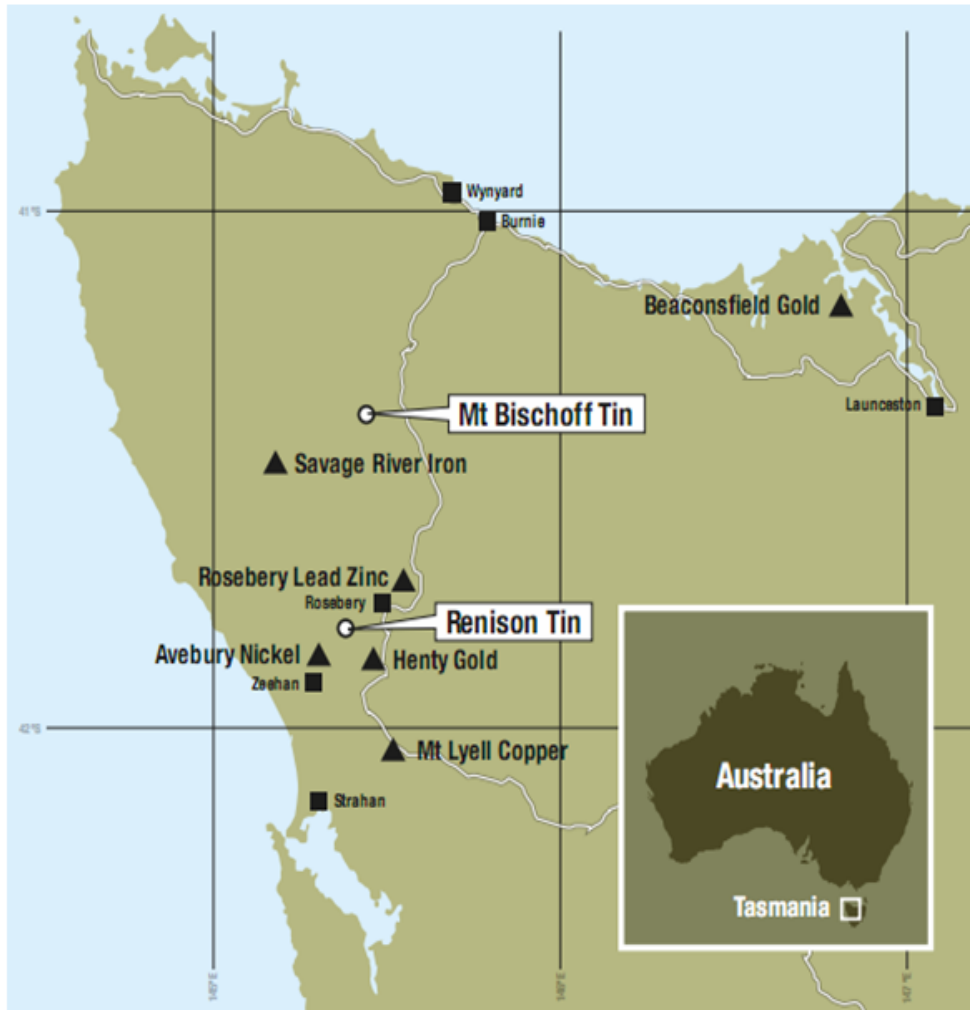 Wynyard
41°S
Burnie
Beaconsfield Gold
Launceston
Mt Bischoff Tin
Savage River Iron
Rosebery Lead Zinc
Rosebery
Renison Tin
Avebury Nickel
Henty Gold
Zeehan
42°S
Mt Lyell Copper
Australia
Strahan
Tasmania
147°E